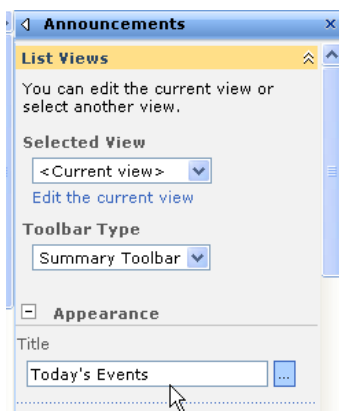 Announcements
List Views
You can edit the current view or
select another view.
Selected View
<Current view>
Edit the current view
Toolbar Type
Summary Toolbar
Appearance
Title
Today's Events
...